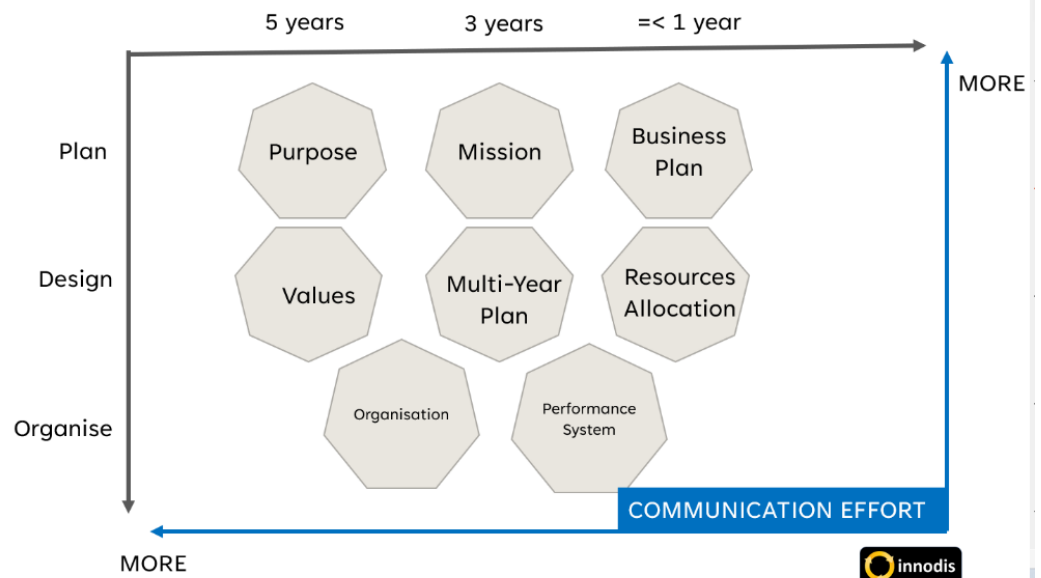 5 years
3 years
=< 1 year
MORE
Plan
Purpose
Mission
Business
Plan
Design
Values
Multi-Year
Plan
Resources
Allocation
Organise
Organisation
Performance
System
COMMUNICATION EFFORT
MORE
innodis